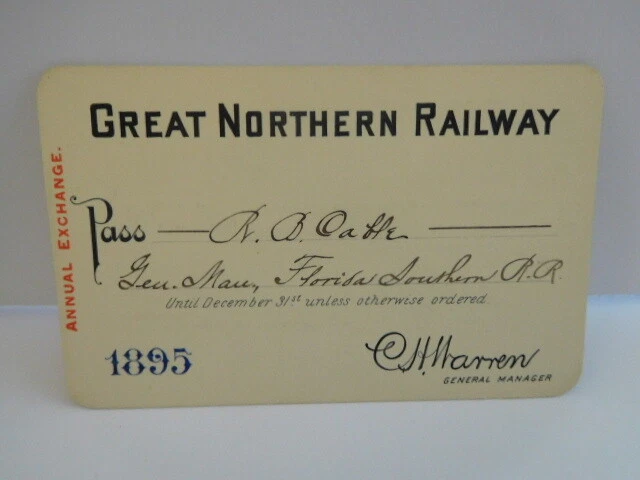 GREAT NORTHERN RAILWAY
ANNUAL EXCHANGE.
Pass R. B. Cable
Gen. Man, Florida Southern R.R.
Until December 31st unless otherwise ordered.
1895
C.H. Warren
GENERAL MANAGER